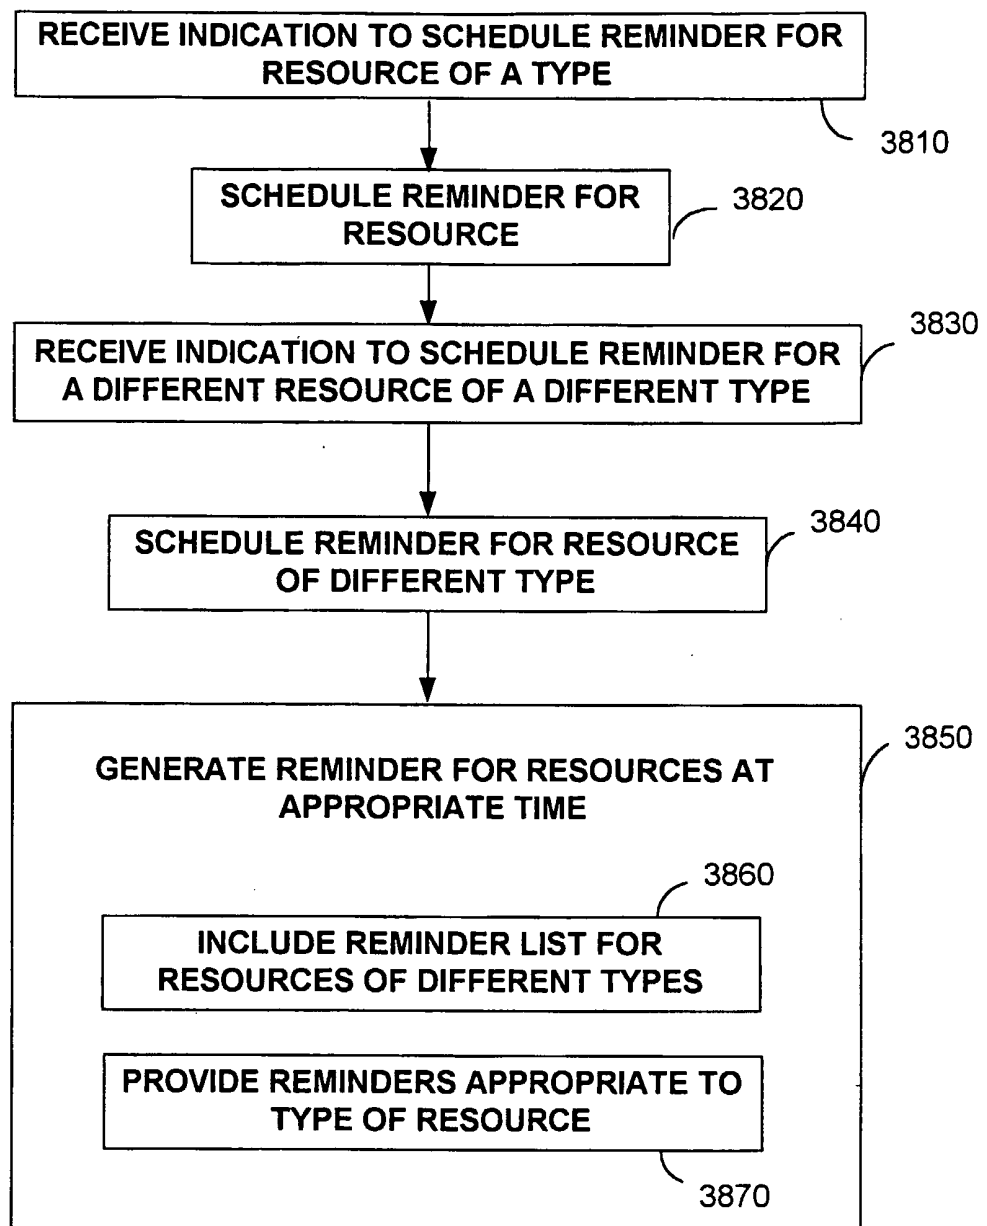 RECEIVE INDICATION TO SCHEDULE REMINDER FOR
RESOURCE OF A TYPE
3810
SCHEDULE REMINDER FOR
RESOURCE
3820
3830
RECEIVE INDICATION TO SCHEDULE REMINDER FOR
A DIFFERENT RESOURCE OF A DIFFERENT TYPE
3840
SCHEDULE REMINDER FOR RESOURCE
OF DIFFERENT TYPE
3850
GENERATE REMINDER FOR RESOURCES AT
APPROPRIATE TIME
3860
INCLUDE REMINDER LIST FOR
RESOURCES OF DIFFERENT TYPES
PROVIDE REMINDERS APPROPRIATE TO
TYPE OF RESOURCE
3870